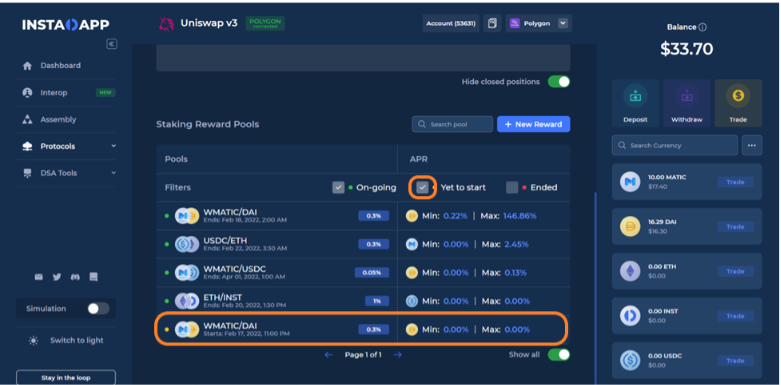 INSTADAPP
Dashboard
Interop NEW
Assembly
Protocols
DSA Tools
Simulation
Switch to light
Stay in the loop
Uniswap v3 POLYGON
Account (53631) Polygon
Hide closed positions
Staking Reward Pools Search pool + New Reward
Pools APR
Filters On-going Yet to start Ended
WMATIC/DAI 0.3% Min: 0.22% | Max: 146.86%
Ends: Feb 16, 2022, 2:00 AM
USDC/ETH 0.3% Min: 0.00% | Max: 2.45%
Ends: Feb 22, 2022, 3:30 AM
WMATIC/USDC 0.05% Min: 0.00% | Max: 0.13%
Ends: Apr 01, 2022, 1:00 AM
ETH/INST 1% Min: 0.00% | Max: 0.00%
Ends: Feb 20, 2022, 1:30 PM
WMATIC/DAI 0.3% Min: 0.00% | Max: 0.00%
Starts: Feb 17, 2022, 11:00 PM
← Page 1 of 1 → Show all
Balance
$33.70
Deposit Withdraw Trade
Search Currency ...
10.00 MATIC Trade
$17.40
16.29 DAI Trade
$16.30
0.00 ETH Trade
$0.00
0.00 INST Trade
$0.00
0.00 USDC Trade
$0.00